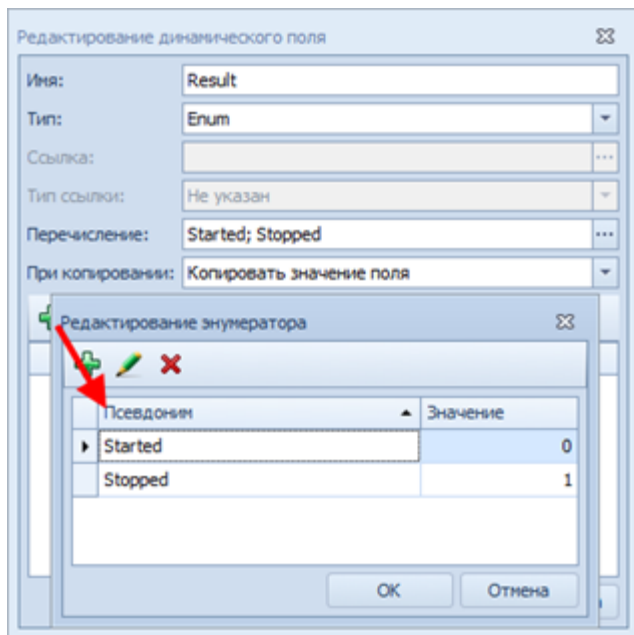 Редактирование динамического поля
Имя: Result
Тип: Enum
Ссылка:
Тип ссылки: Не указан
Перечисление: Started; Stopped
При копировании: Копировать значение поля
Редактирование энумератора
Псевдоним Значение
Started 0
Stopped 1
OK Отмена